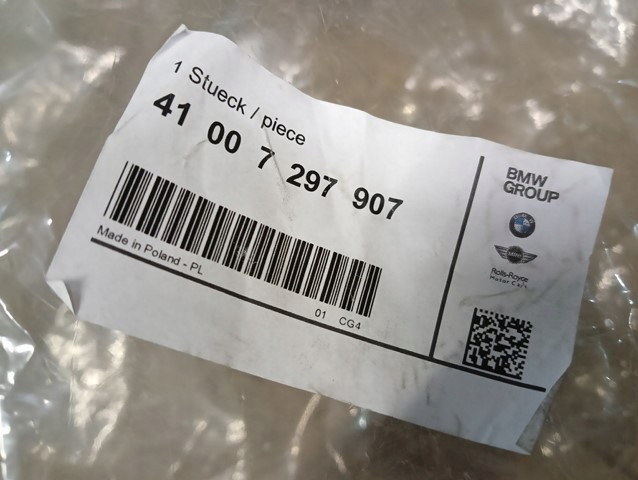 1 Stueck / piece
41 00 7 297 907
Made in Poland - PL
01 CG4
BMW
GROUP
MINI
Rolls-Royce
Motor Cars